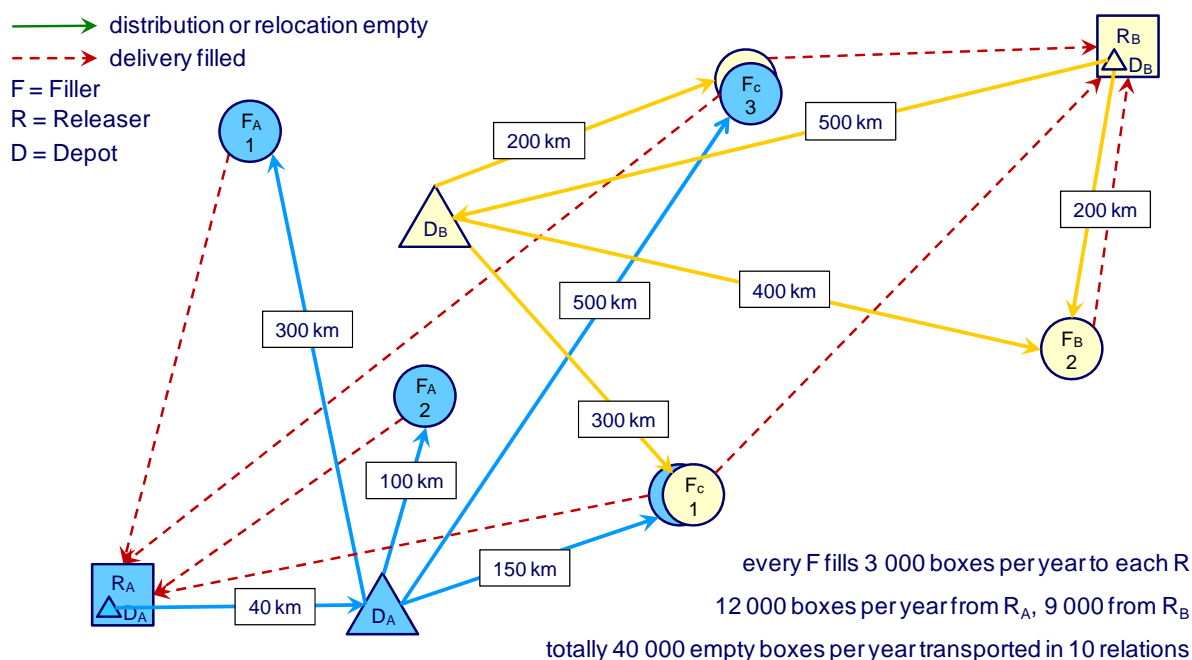 distribution or relocation empty
delivery filled
F = Filler
R = Releaser
D = Depot
FA
1
Fc
3
RB
DB
200 km
500 km
DB
200 km
500 km
400 km
300 km
FB
2
FA
2
300 km
100 km
Fc
1
150 km
RA
DA
40 km
DA
every F fills 3 000 boxes per year to each R
12 000 boxes per year from RA, 9 000 from RB
totally 40 000 empty boxes per year transported in 10 relations